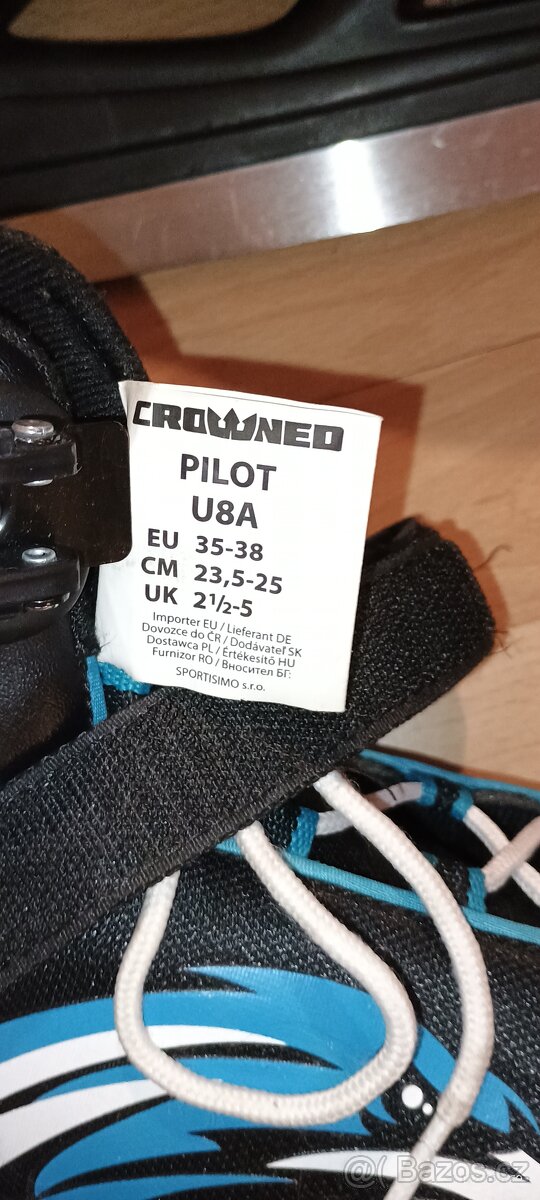 CROWNED
PILOT
U8A
EU 35-38
CM 23,5-25
UK 2½-5
Importer EU / Lieferant DE
Dovozce do ČR / Dodávateľ SK
Dostawca PL / Értékesítő HU
Furnizor RO / Вносител БГ:
SPORTISIMO s.r.o.
@( Bazos.cz